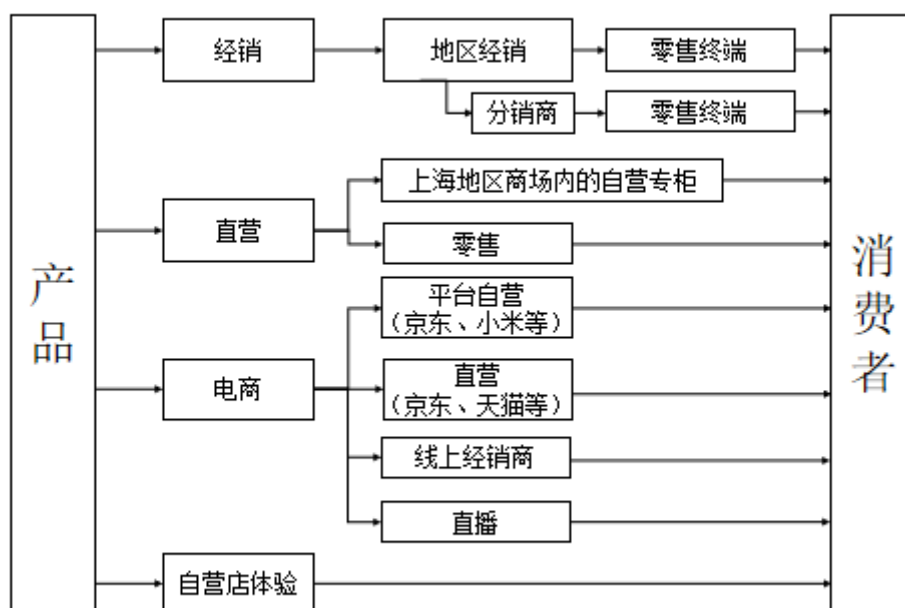 产品
经销
地区经销
零售终端
分销商
零售终端
直营
上海地区商场内的自营专柜
零售
电商
平台自营
（京东、小米等）
直营
（京东、天猫等）
线上经销商
直播
自营店体验
消费者